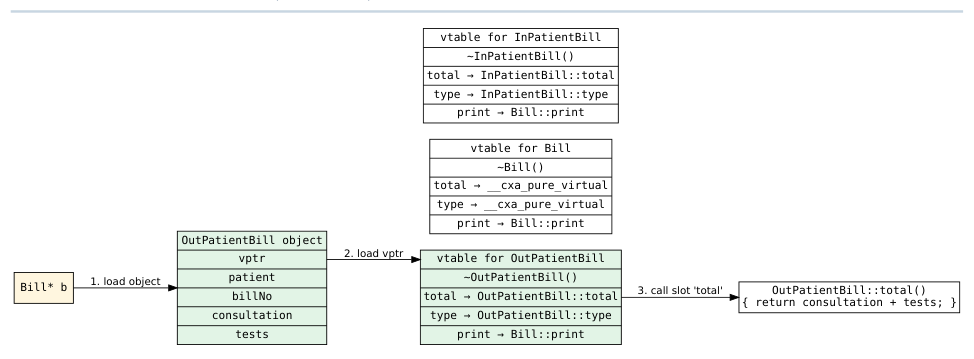 vtable for InPatientBill
~InPatientBill()
total → InPatientBill::total
type → InPatientBill::type
print → Bill::print
vtable for Bill
~Bill()
total → __cxa_pure_virtual
type → __cxa_pure_virtual
print → Bill::print
Bill* b
1. load object
OutPatientBill object
vptr
patient
billNo
consultation
tests
2. load vptr
vtable for OutPatientBill
~OutPatientBill()
total → OutPatientBill::total
type → OutPatientBill::type
print → Bill::print
3. call slot 'total'
OutPatientBill::total()
{ return consultation + tests; }